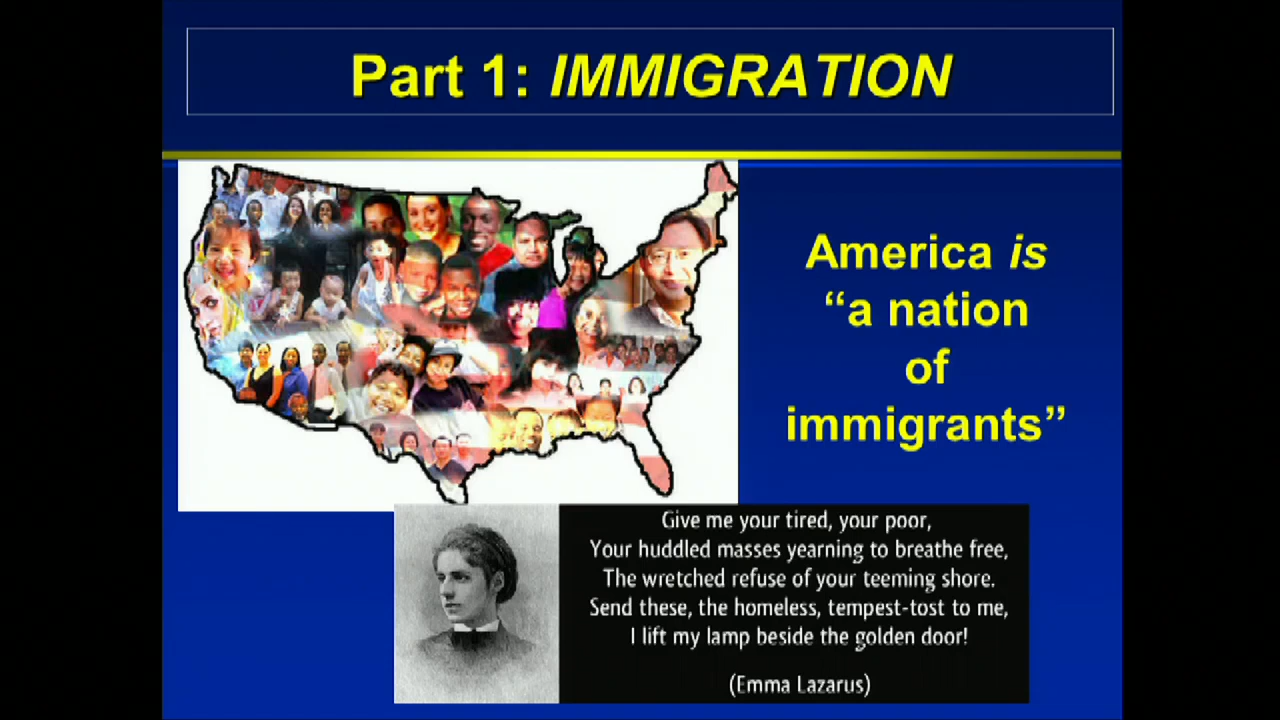 Part 1: IMMIGRATION
America is
“a nation
of
immigrants”
Give me your tired, your poor,
Your huddled masses yearning to breathe free,
The wretched refuse of your teeming shore.
Send these, the homeless, tempest-tost to me,
I lift my lamp beside the golden door!
(Emma Lazarus)